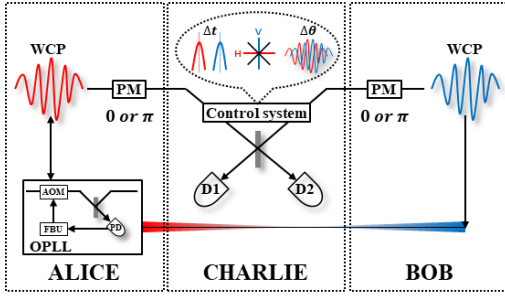 WCP
Δt
V
H
Δθ
WCP
PM
PM
0 or π
Control system
0 or π
D1
D2
AOM
FBU
PD
OPLL
ALICE
CHARLIE
BOB